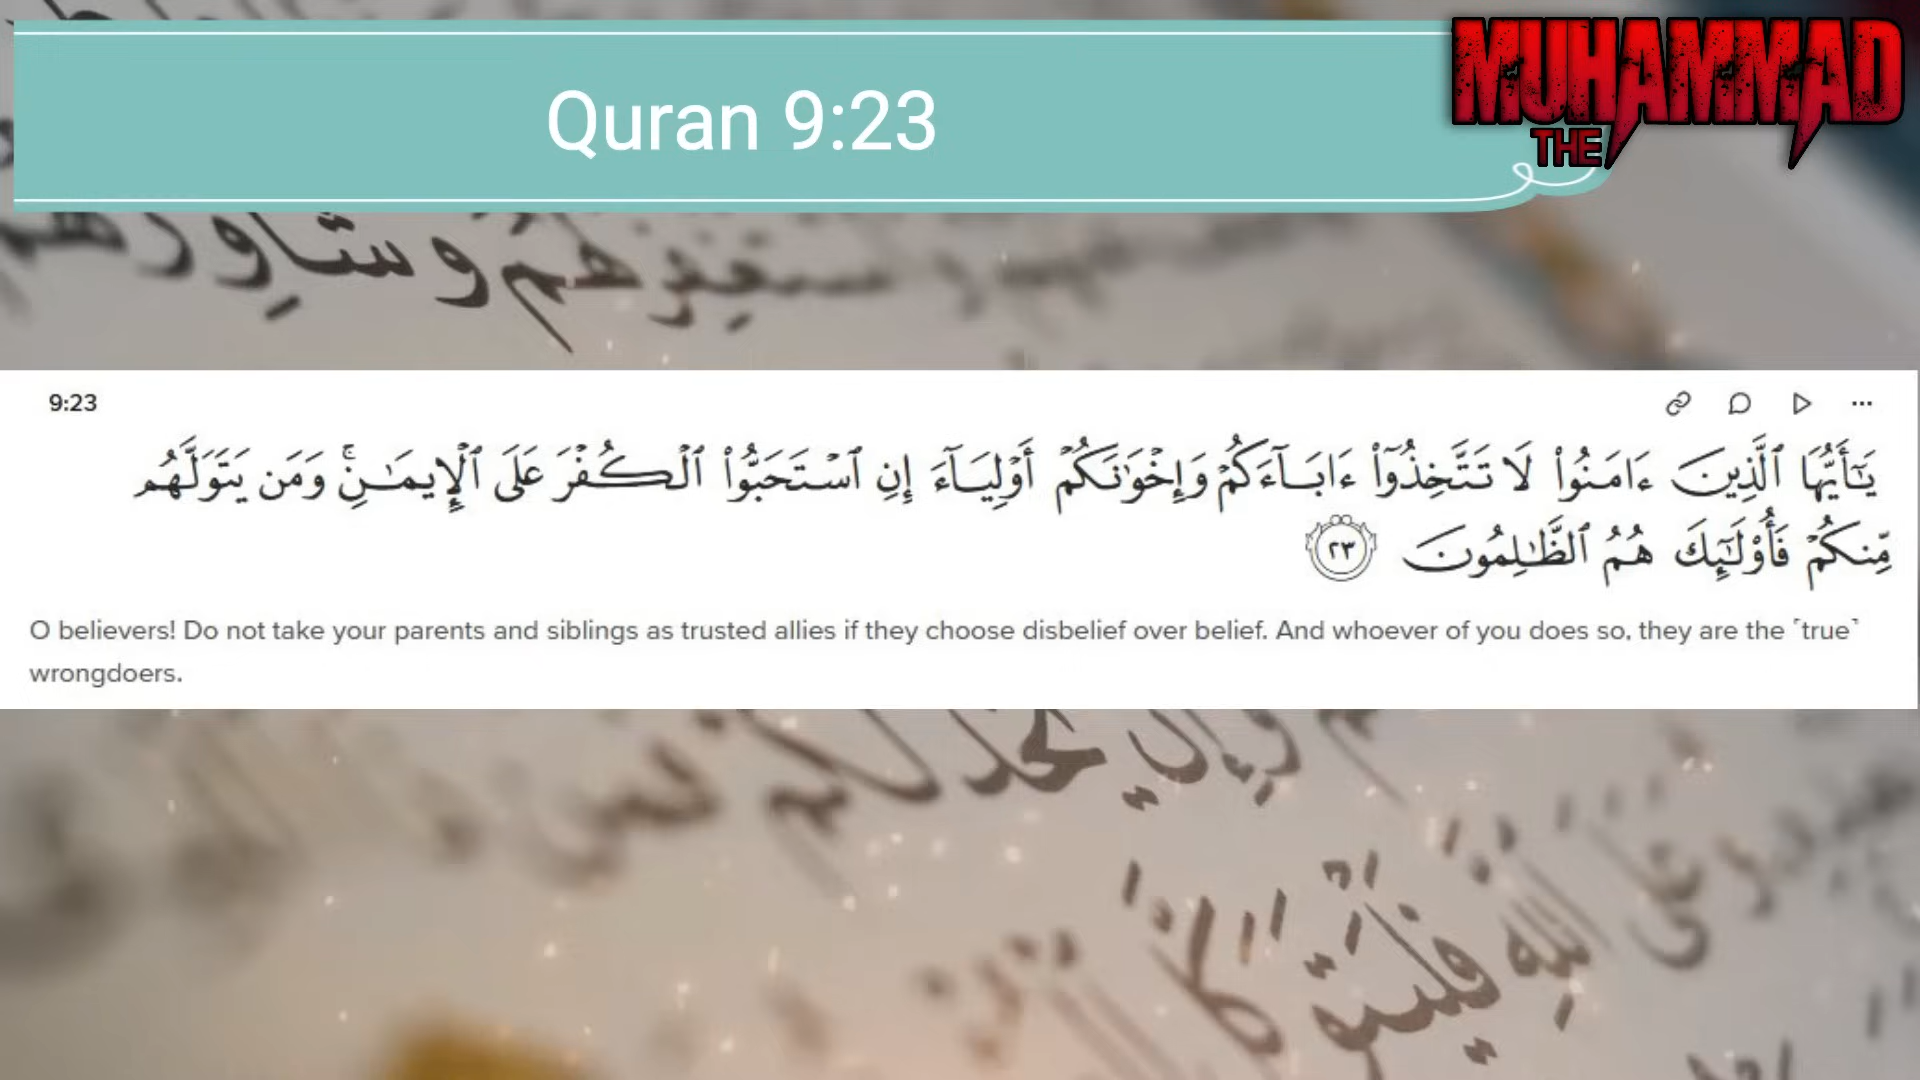 Quran 9:23
MUHAMMAD
THE
وشاورهم
9:23
يَـٰٓأَيُّهَا ٱلَّذِينَ ءَامَنُوا۟ لَا تَتَّخِذُوٓا۟ ءَابَآءَكُمْ وَإِخْوَٰنَكُمْ أَوْلِيَآءَ إِنِ ٱسْتَحَبُّوا۟ ٱلْكُفْرَ عَلَى ٱلْإِيمَـٰنِ ۚ وَمَن يَتَوَلَّهُم
مِّنكُمْ فَأُو۟لَـٰٓئِكَ هُمُ ٱلظَّـٰلِمُونَ ٢٣
O believers! Do not take your parents and siblings as trusted allies if they choose disbelief over belief. And whoever of you does so, they are the ˹true˺
wrongdoers.